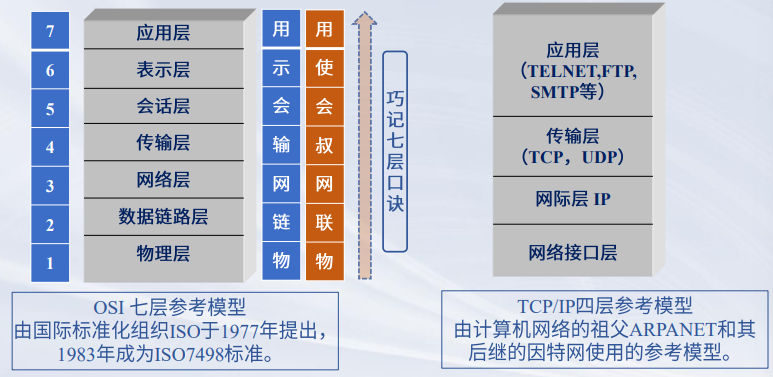 7
应用层
用
用
6
表示层
示
使
5
会话层
会
会
4
传输层
输
叔
3
网络层
网
网
2
数据链路层
链
联
1
物理层
物
物
巧记七层口诀
OSI 七层参考模型
由国际标准化组织ISO于1977年提出，
1983年成为ISO7498标准。
应用层
（TELNET,FTP,
SMTP等）
传输层
（TCP，UDP）
网际层 IP
网络接口层
TCP/IP四层参考模型
由计算机网络的祖父ARPANET和其
后继的因特网使用的参考模型。